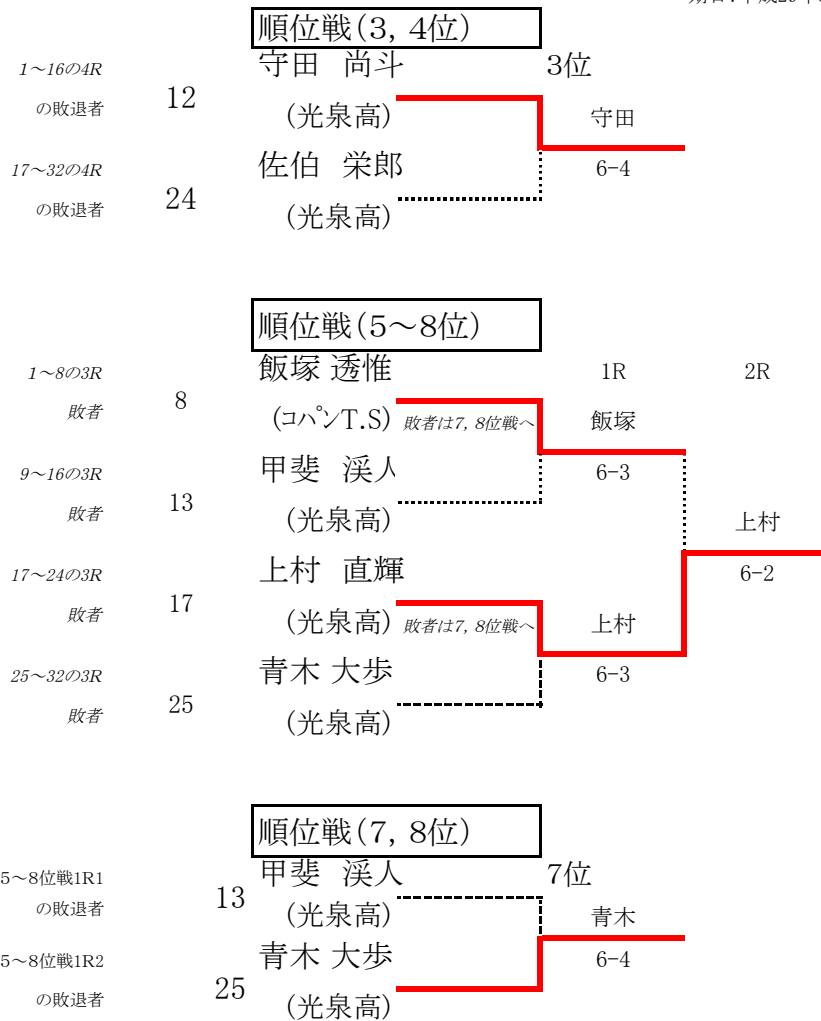 順位戦(3, 4位)
1～16の4R
の敗退者
12
守田 尚斗
(光泉高)
3位
守田
6-4
17～32の4R
の敗退者
24
佐伯 栄郎
(光泉高)
順位戦(5～8位)
1R
2R
1～8の3R
敗者
8
飯塚 透惟
(コパンT.S)
敗者は7, 8位戦へ
飯塚
6-3
9～16の3R
敗者
13
甲斐 渓人
(光泉高)
上村
6-2
17～24の3R
敗者
17
上村 直輝
(光泉高)
敗者は7, 8位戦へ
上村
6-3
25～32の3R
敗者
25
青木 大歩
(光泉高)
順位戦(7, 8位)
5～8位戦1R1
の敗退者
13
甲斐 渓人
(光泉高)
7位
青木
6-4
5～8位戦1R2
の敗退者
25
青木 大歩
(光泉高)